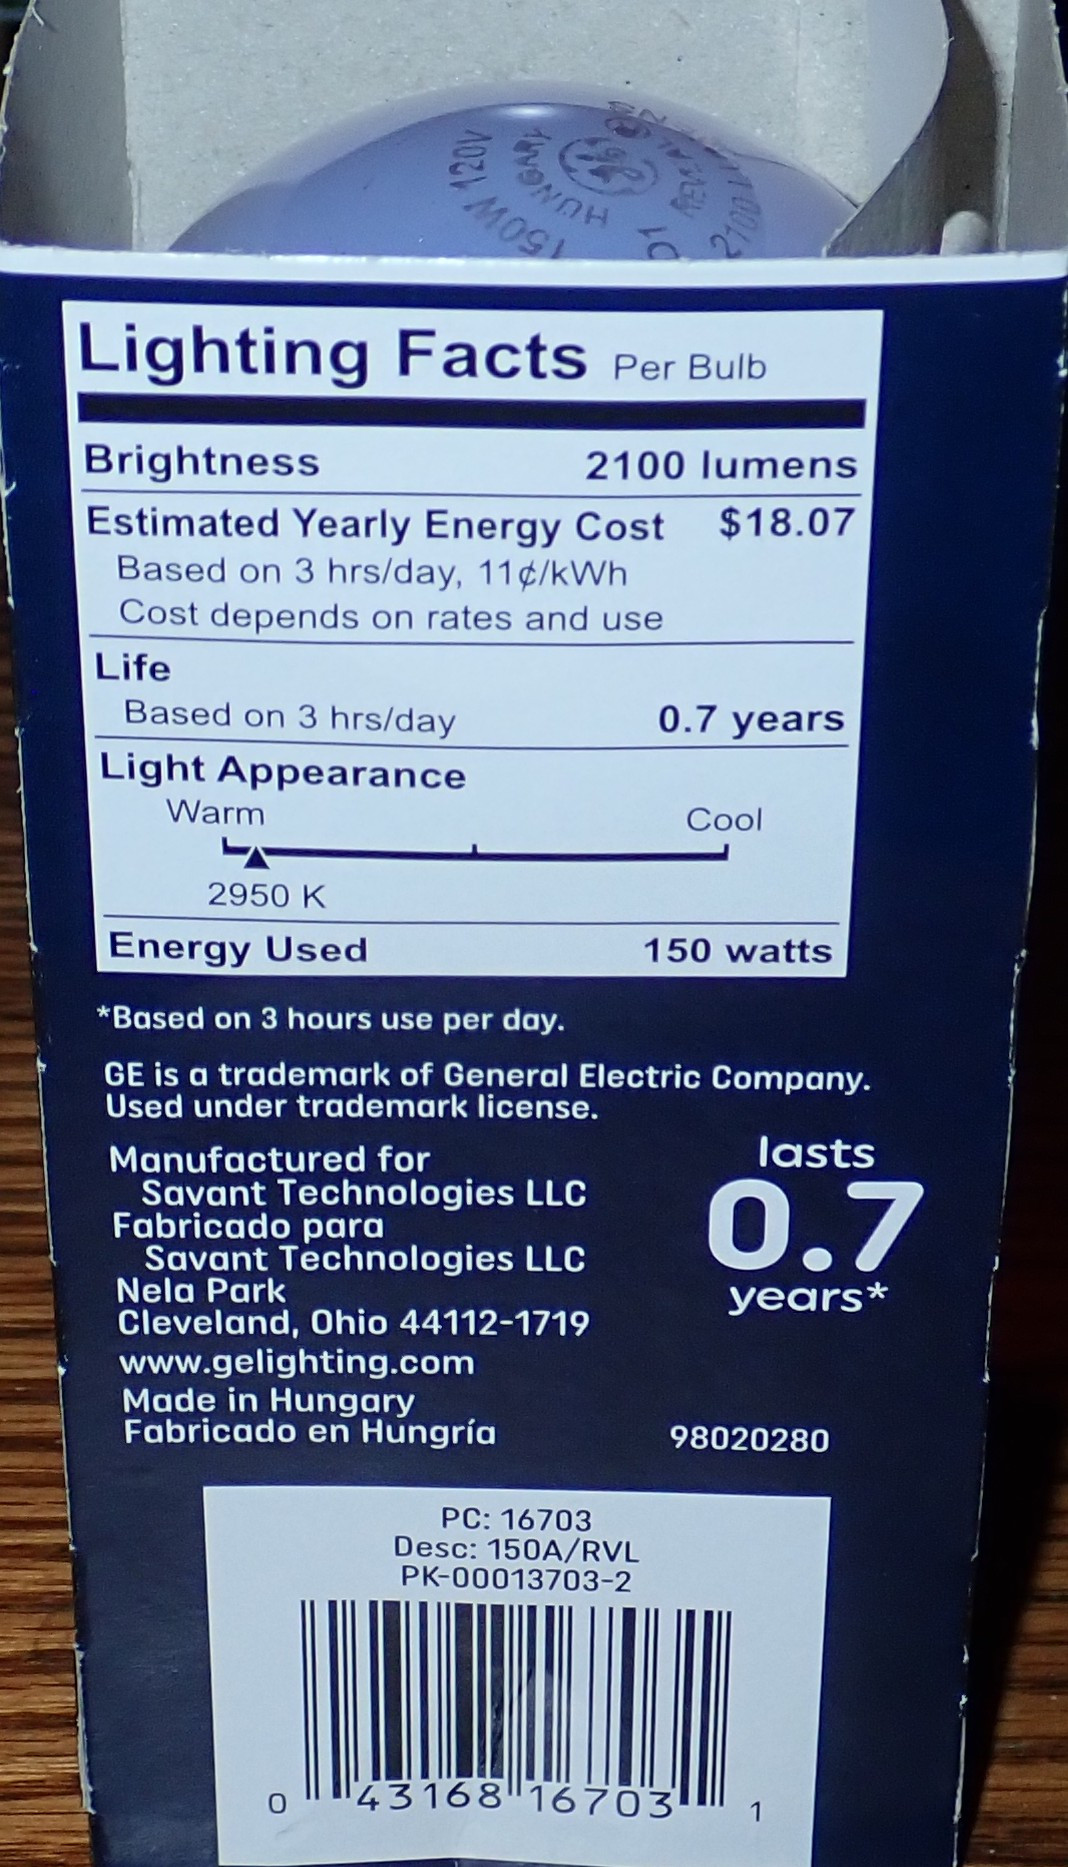 150W 120V
HUNGARY
GE
REVEAL
2100
Lighting Facts Per Bulb
Brightness 2100 lumens
Estimated Yearly Energy Cost $18.07
Based on 3 hrs/day, 11¢/kWh
Cost depends on rates and use
Life
Based on 3 hrs/day 0.7 years
Light Appearance
Warm Cool
2950 K
Energy Used 150 watts
*Based on 3 hours use per day.
GE is a trademark of General Electric Company.
Used under trademark license.
Manufactured for
Savant Technologies LLC
Fabricado para
Savant Technologies LLC
Nela Park
Cleveland, Ohio 44112-1719
www.gelighting.com
Made in Hungary
Fabricado en Hungría
lasts
0.7
years*
98020280
PC: 16703
Desc: 150A/RVL
PK-00013703-2
0 43168 16703 1